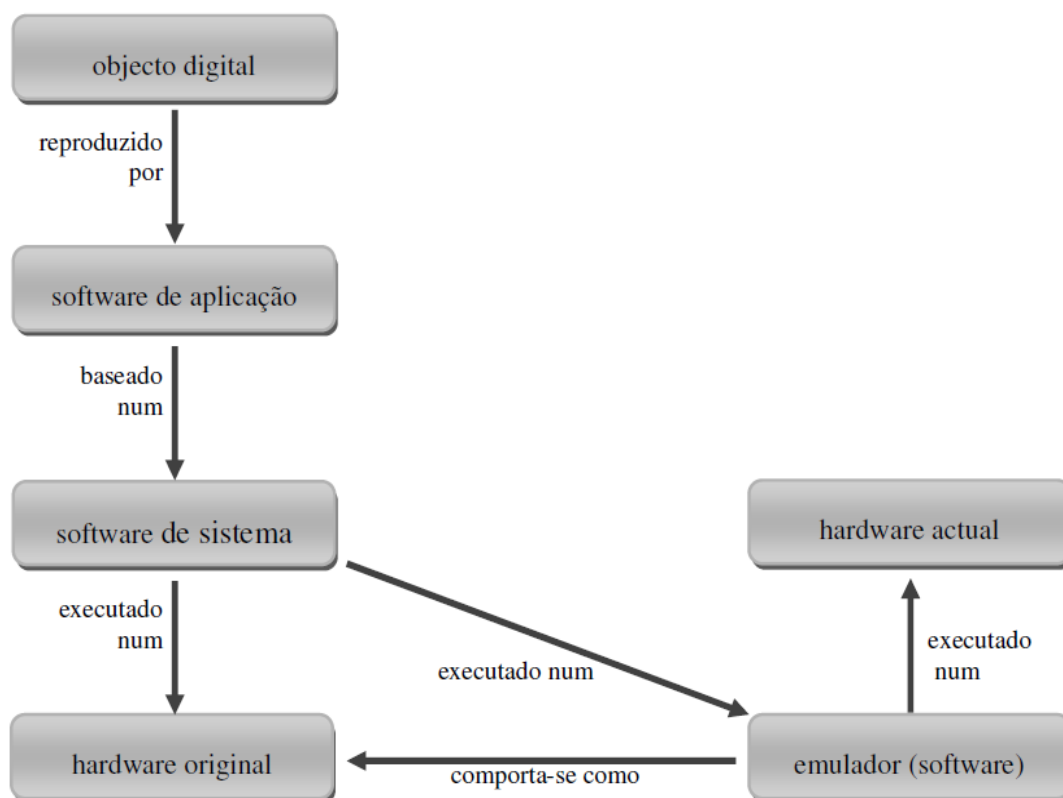 objecto digital
reproduzido
por
software de aplicação
baseado
num
software de sistema
hardware actual
executado
num
executado num
executado
num
hardware original
comporta-se como
emulador (software)